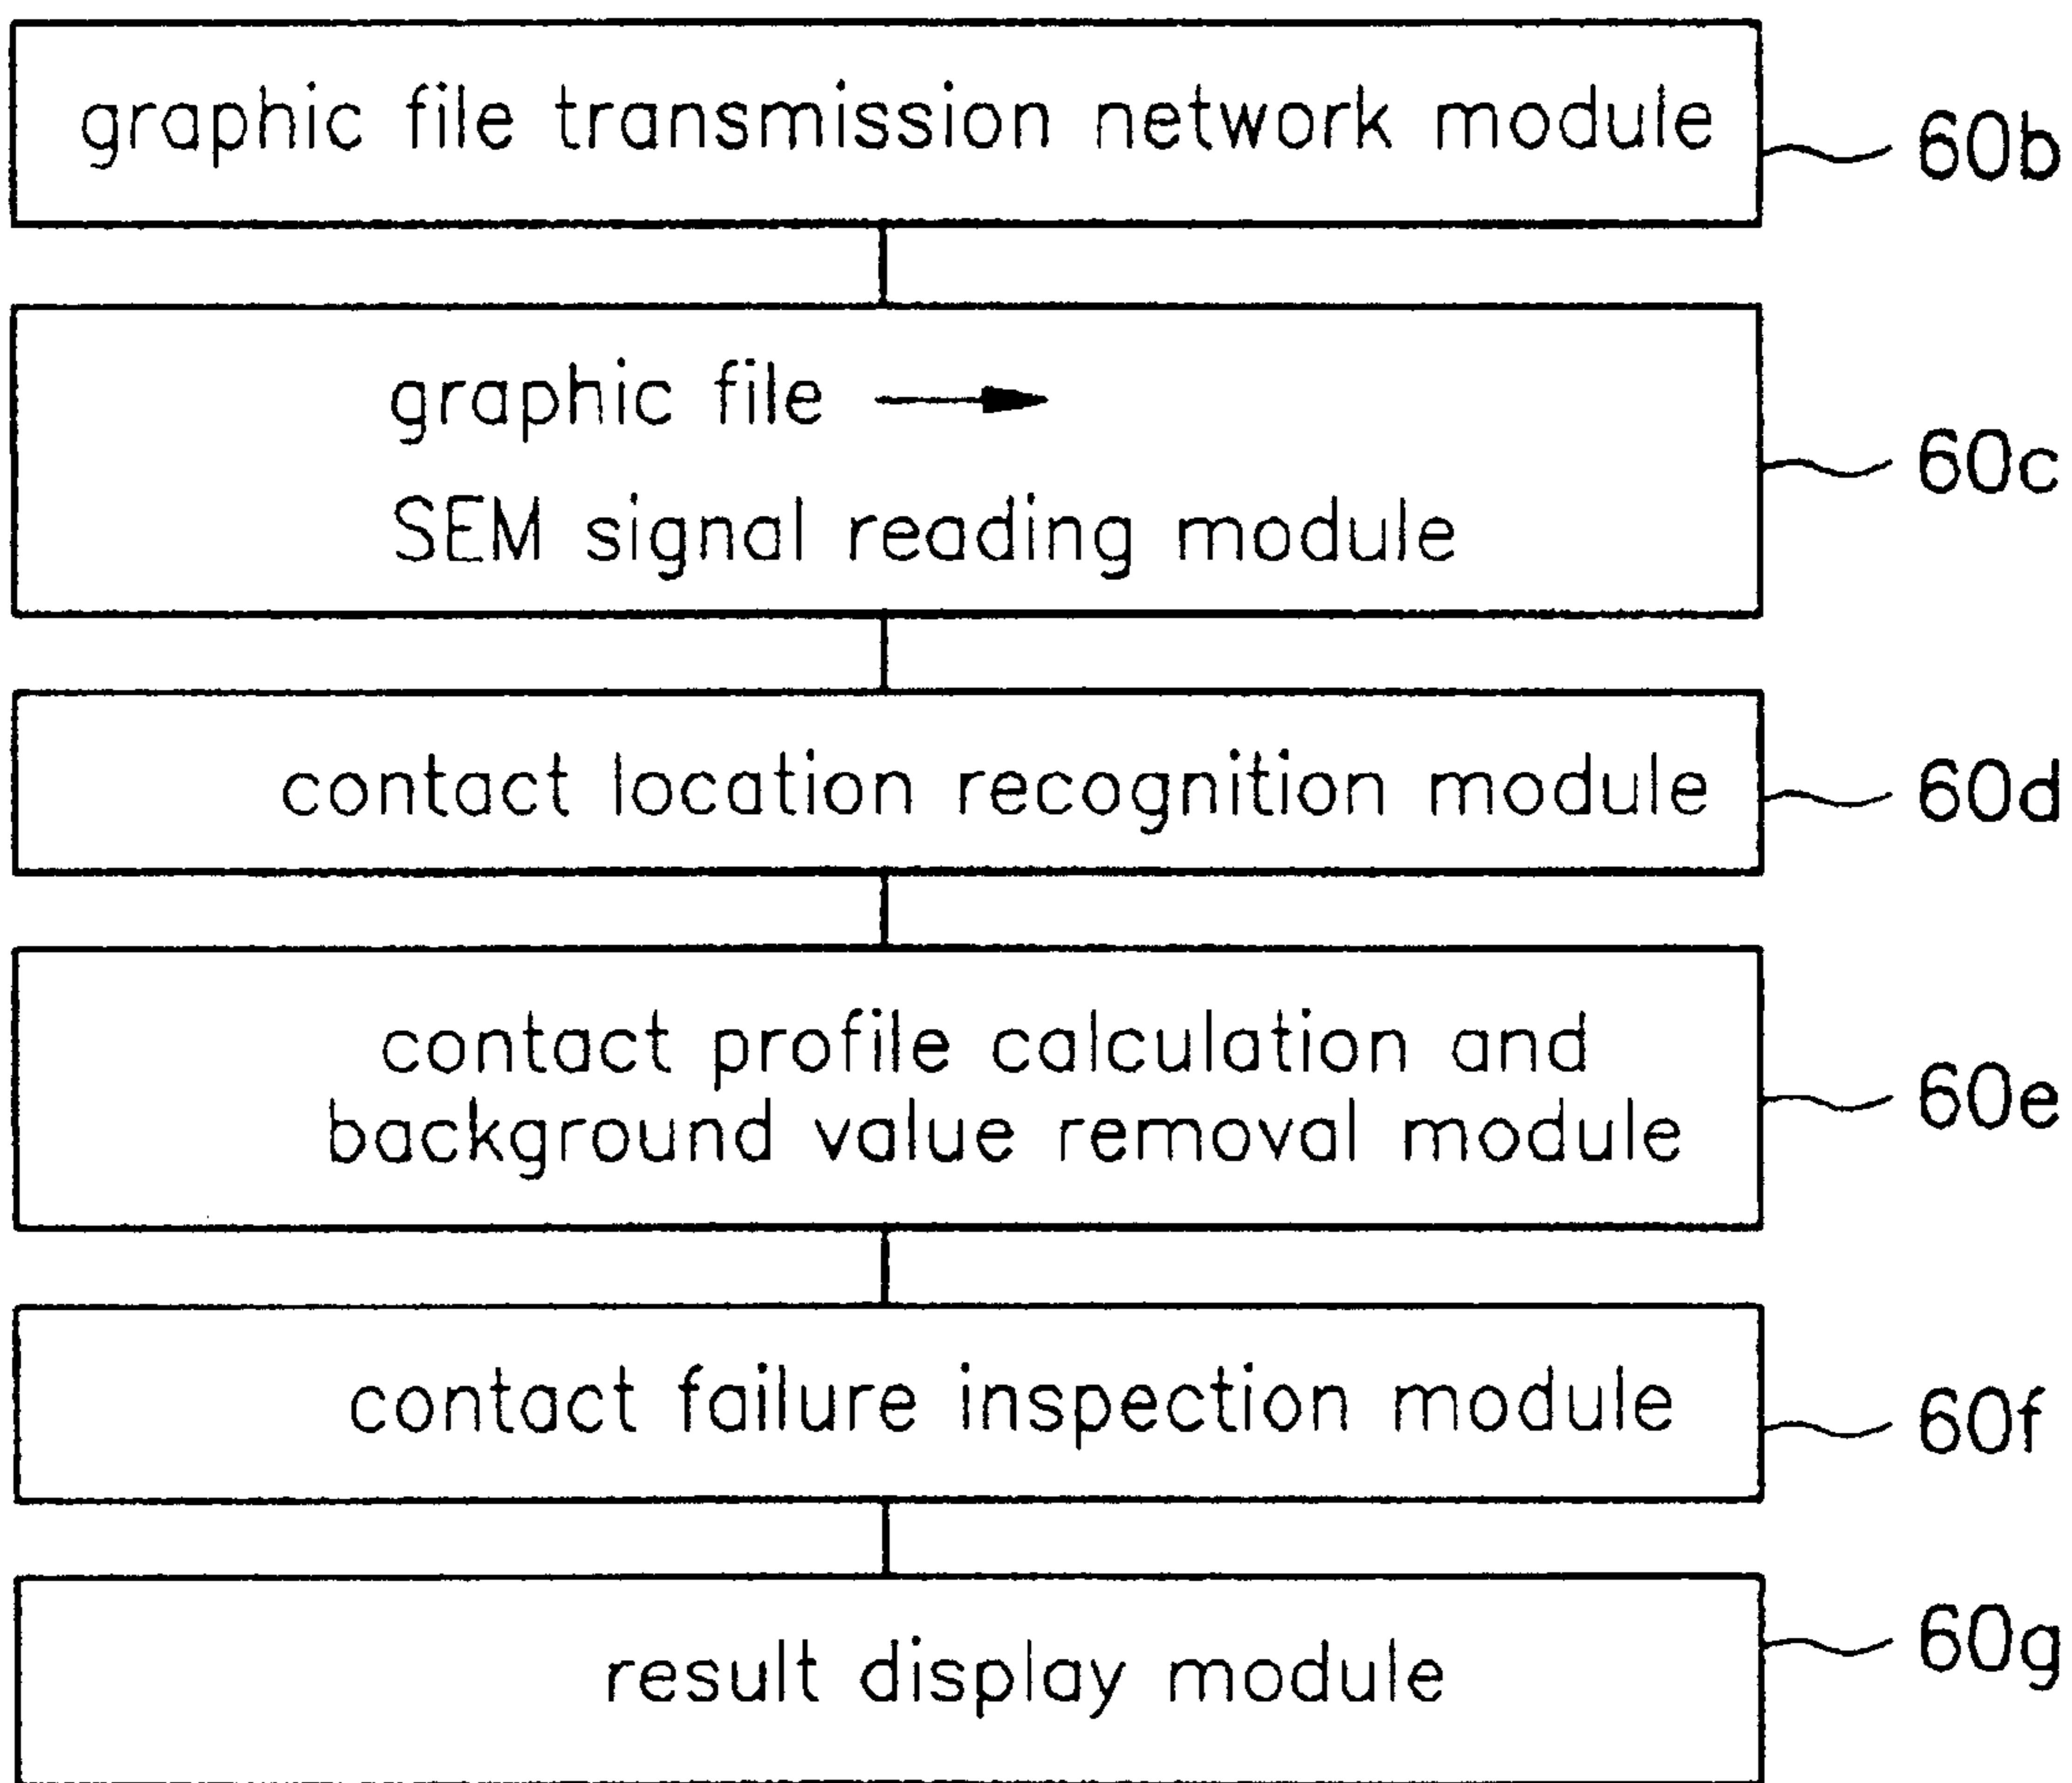 graphic file transmission network module
60b
graphic file →
SEM signal reading module
60c
contact location recognition module
60d
contact profile calculation and
background value removal module
60e
contact failure inspection module
60f
result display module
60g